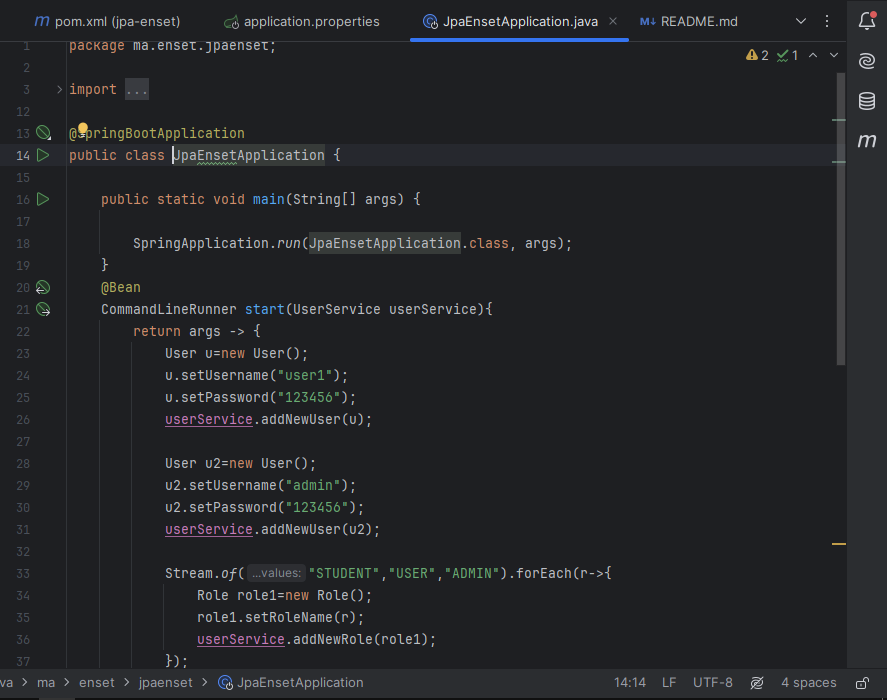 pom.xml (jpa-enset) application.properties JpaEnsetApplication.java README.md
1 package ma.enset.jpaenset;
2
3 import ...
12
13 @SpringBootApplication
14 public class JpaEnsetApplication {
15
16 public static void main(String[] args) {
17
18 SpringApplication.run(JpaEnsetApplication.class, args);
19 }
20 @Bean
21 CommandLineRunner start(UserService userService){
22 return args -> {
23 User u=new User();
24 u.setUsername("user1");
25 u.setPassword("123456");
26 userService.addNewUser(u);
27
28 User u2=new User();
29 u2.setUsername("admin");
30 u2.setPassword("123456");
31 userService.addNewUser(u2);
32
33 Stream.of( ...values: "STUDENT","USER","ADMIN").forEach(r->{
34 Role role1=new Role();
35 role1.setRoleName(r);
36 userService.addNewRole(role1);
37 });
2 1
va > ma > enset > jpaenset > JpaEnsetApplication 14:14 LF UTF-8 4 spaces